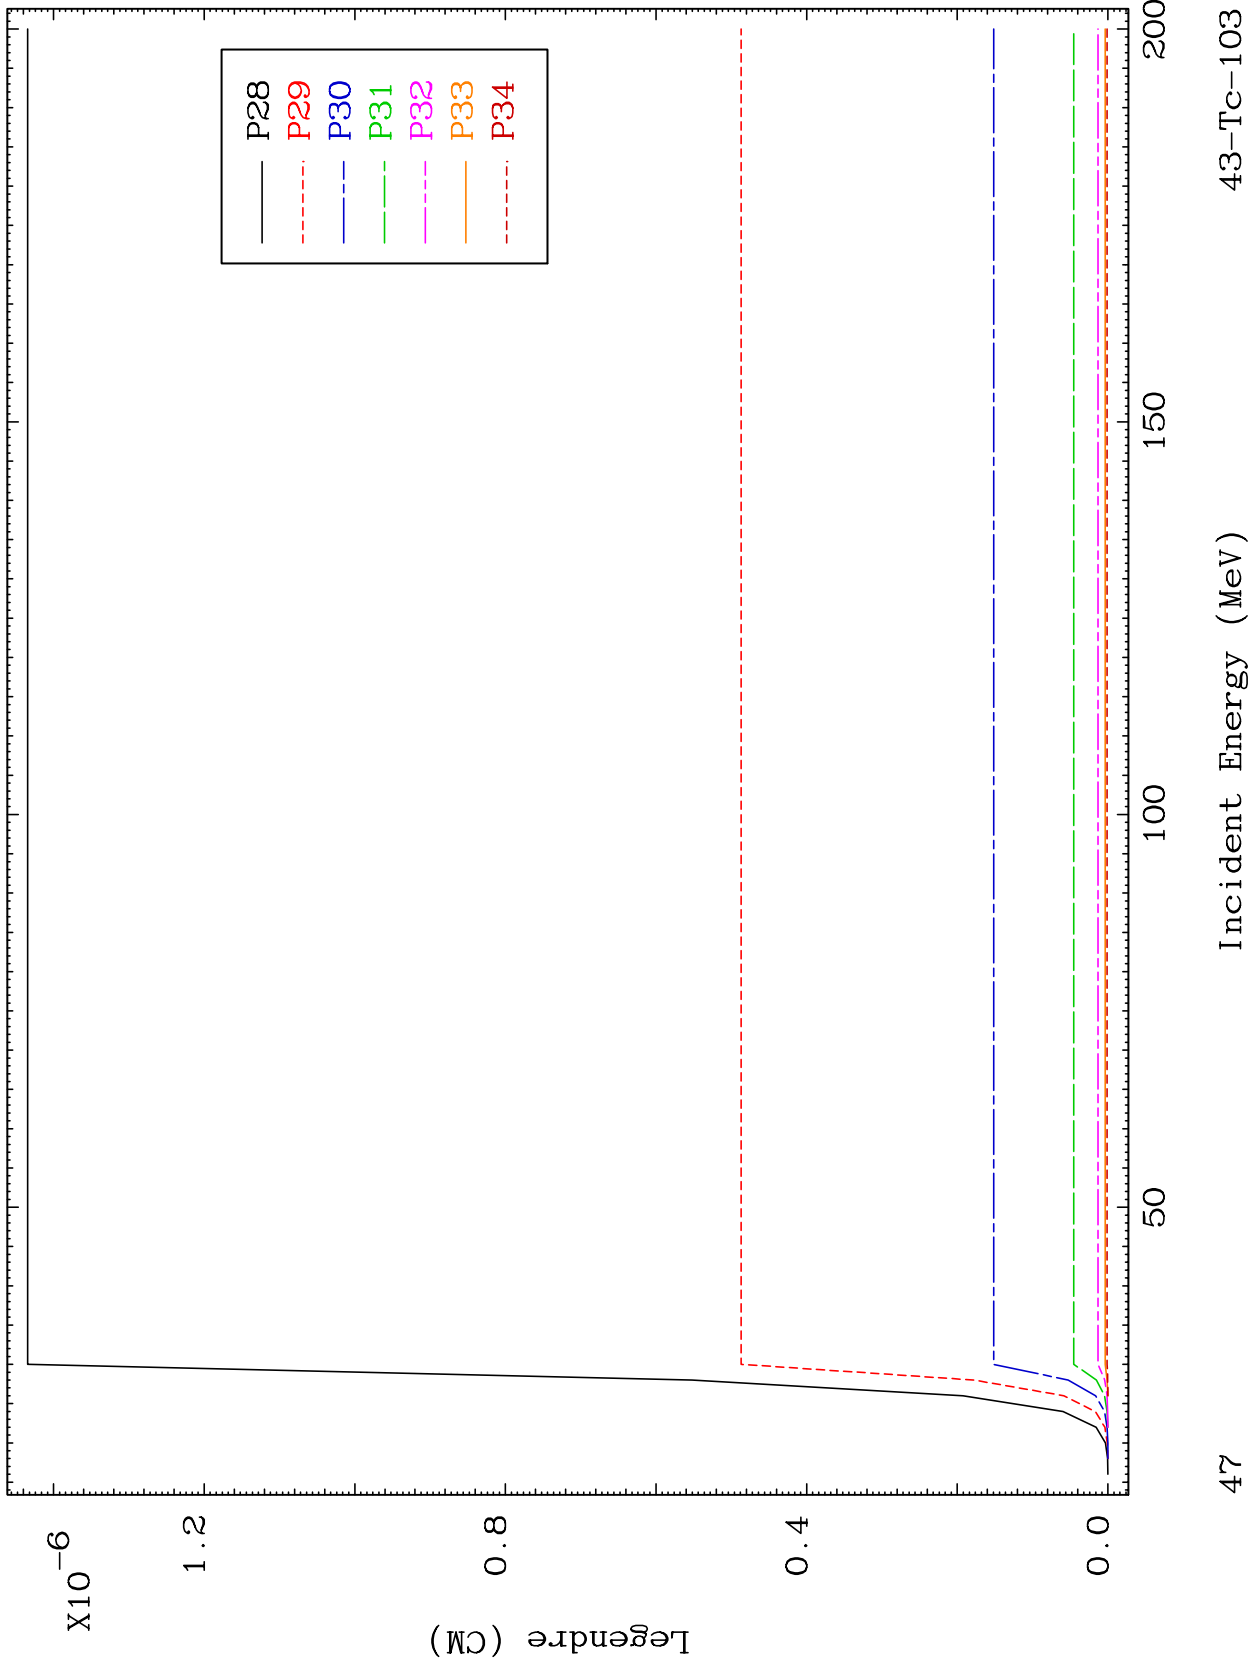 X10-6
1.2
0.8
0.4
0.0
Legendre (CM)
P28
P29
P30
P31
P32
P33
P34
50
100
150
200
Incident Energy (MeV)
47
43-Tc-103